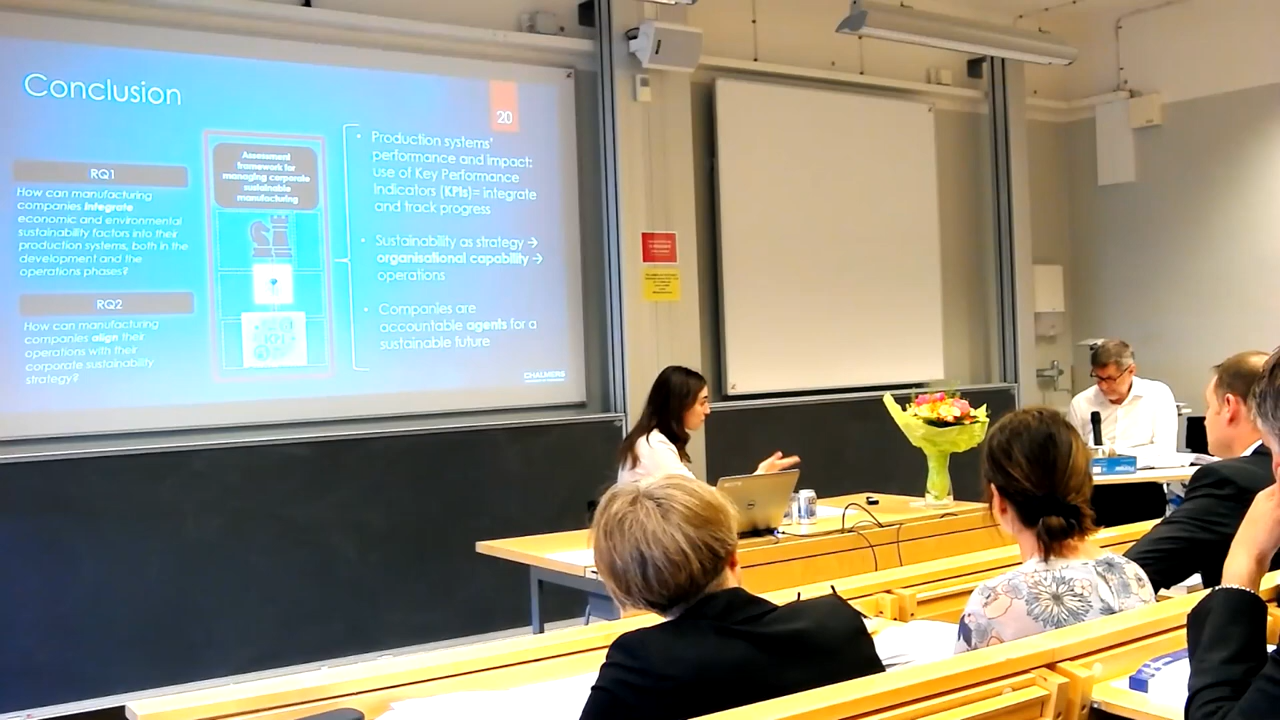 Conclusion
20
RQ1
How can manufacturing
companies integrate
economic and environmental
sustainability factors into their
production systems, both in the
development and the
operations phases?
RQ2
How can manufacturing
companies align their
operations with their
corporate sustainability
strategy?
Assessment
framework for
managing corporate
sustainable
manufacturing
• Production systems'
performance and impact:
use of Key Performance
Indicators (KPIs)= integrate
and track progress
• Sustainability as strategy →
organisational capability →
operations
• Companies are
accountable agents for a
sustainable future
CHALMERS